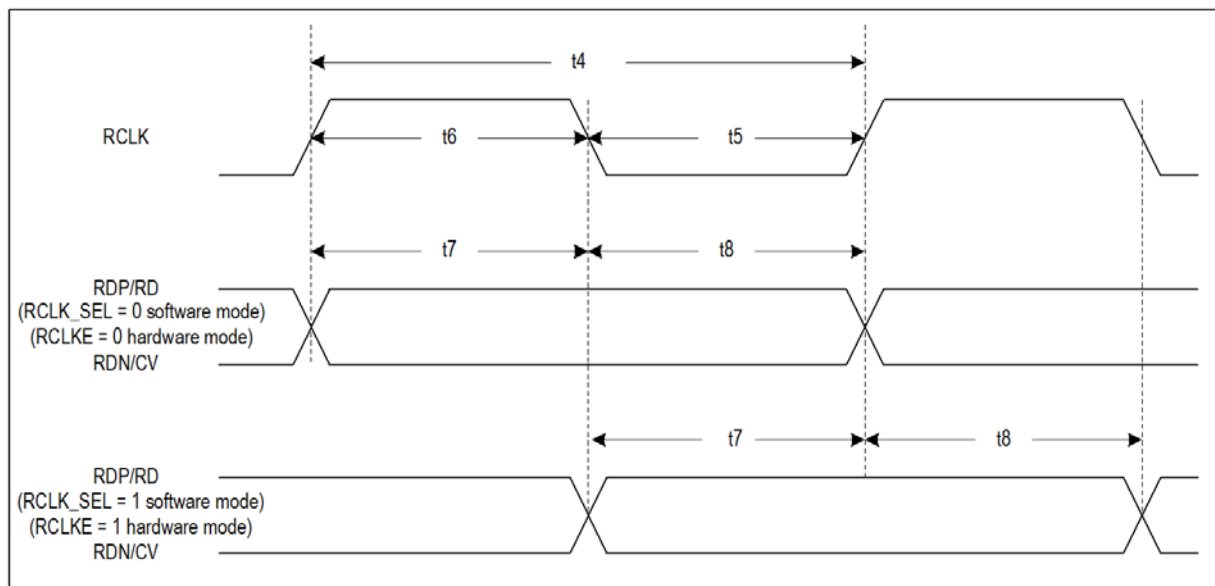 t4
RCLK
t6
t5
t7
t8
RDP/RD
(RCLK_SEL = 0 software mode)
(RCLKE = 0 hardware mode)
RDN/CV
t7
t8
RDP/RD
(RCLK_SEL = 1 software mode)
(RCLKE = 1 hardware mode)
RDN/CV